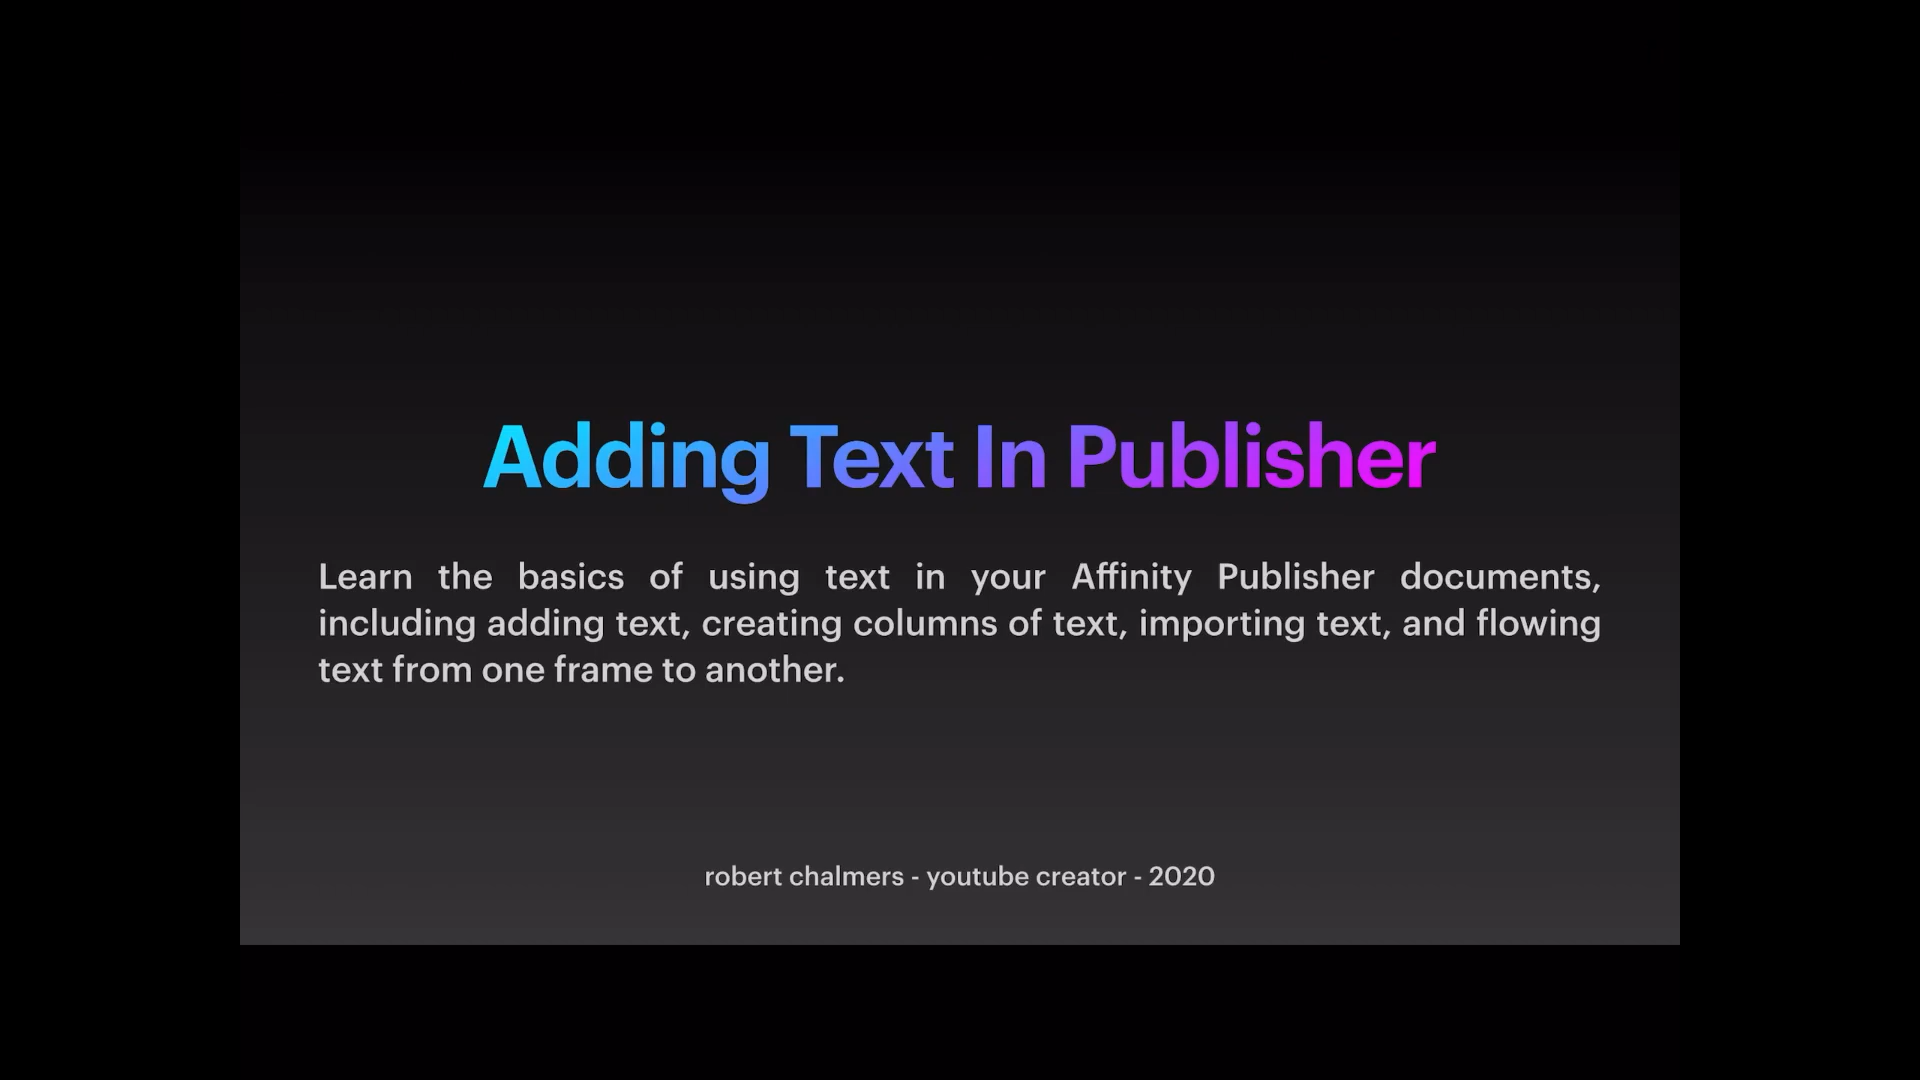 Adding Text In Publisher
Learn the basics of using text in your Affinity Publisher documents,
including adding text, creating columns of text, importing text, and flowing
text from one frame to another.
robert chalmers - youtube creator - 2020